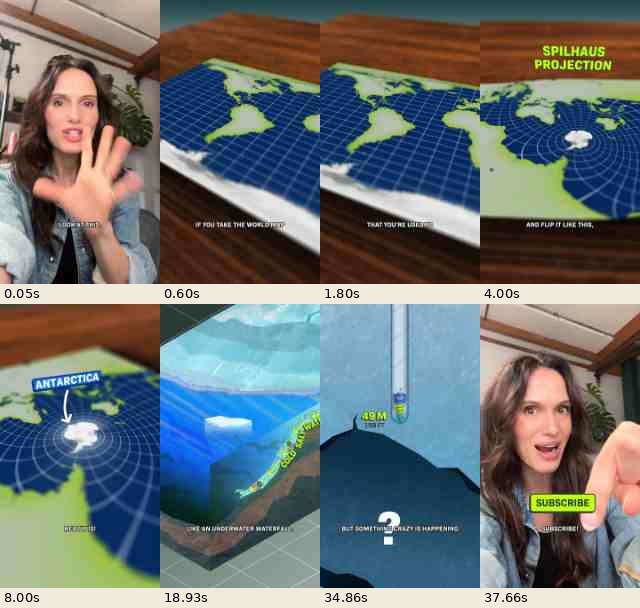 LOOK AT THIS.
0.05s
IF YOU TAKE THE WORLD MAP
0.60s
THAT YOU'RE USED TO
1.80s
SPILHAUS
PROJECTION
AND FLIP IT LIKE THIS,
4.00s
ANTARCTICA
8.00s
COLD SALTWATER
LIKE AN UNDERWATER WATERFALL
18.93s
49 M
BUT SOMETHING CRAZY IS HAPPENING
?
34.86s
SUBSCRIBE
SUBSCRIBE!
37.66s